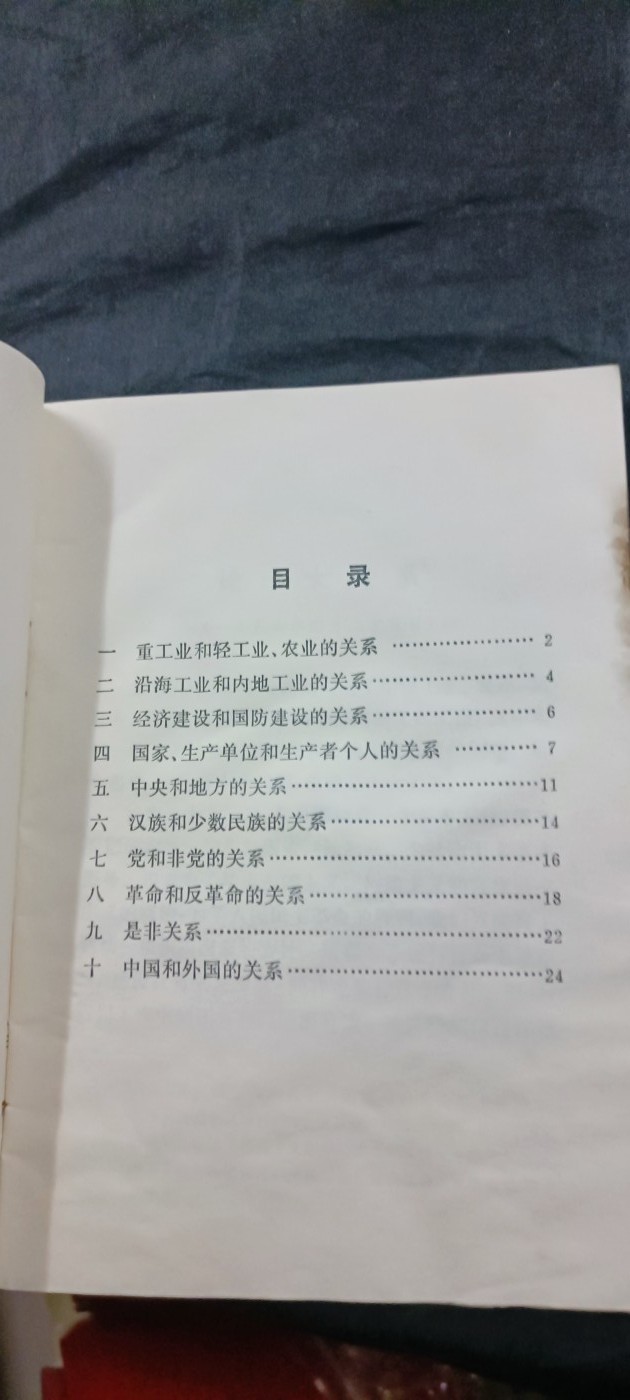 目 录
一 重工业和轻工业、农业的关系 ………………… 2
二 沿海工业和内地工业的关系 …………………… 4
三 经济建设和国防建设的关系 …………………… 6
四 国家、生产单位和生产者个人的关系 ………… 7
五 中央和地方的关系 ……………………………… 11
六 汉族和少数民族的关系 ………………………… 14
七 党和非党的关系 ………………………………… 16
八 革命和反革命的关系 …………………………… 18
九 是非关系 ………………………………………… 22
十 中国和外国的关系 ……………………………… 24